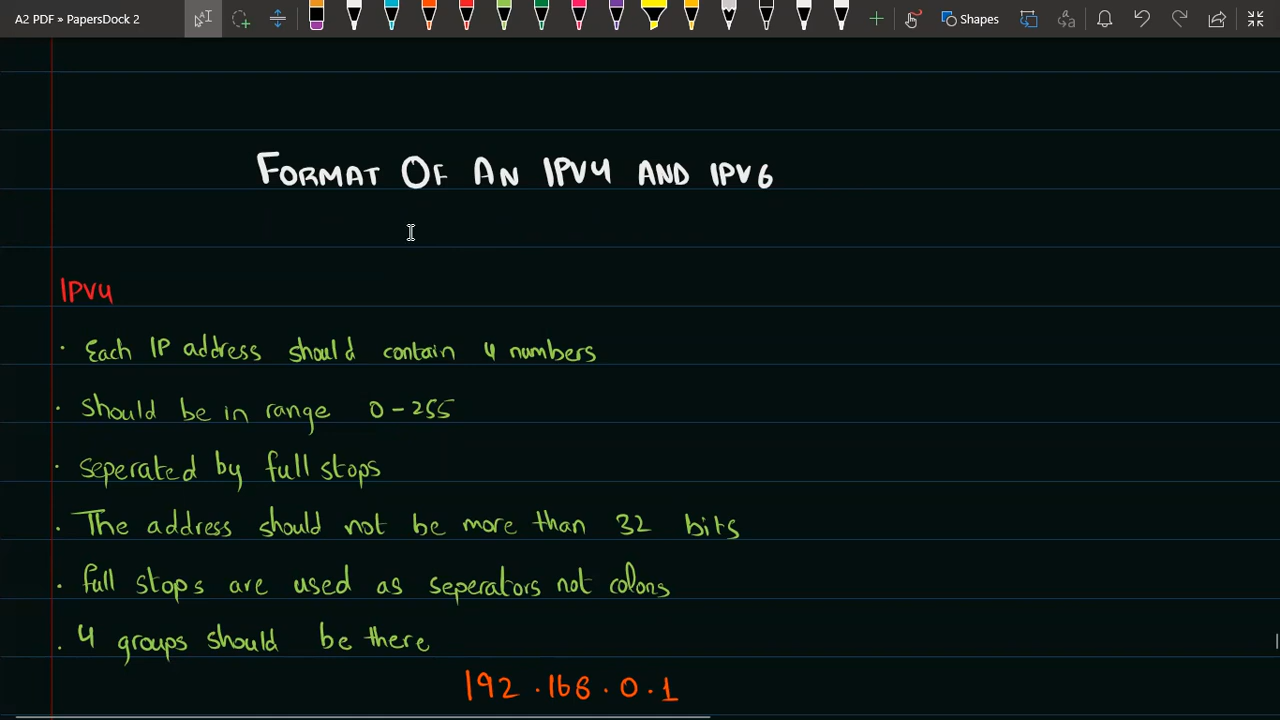 A2 PDF » PapersDock 2
Shapes
FORMAT OF AN IPV4 AND IPV6
IPV4
· Each IP address should contain 4 numbers
· Should be in range 0-255
· seperated by full stops
· The address should not be more than 32 bits
· full stops are used as seperators not colons
· 4 groups should be there
192.168.0.1